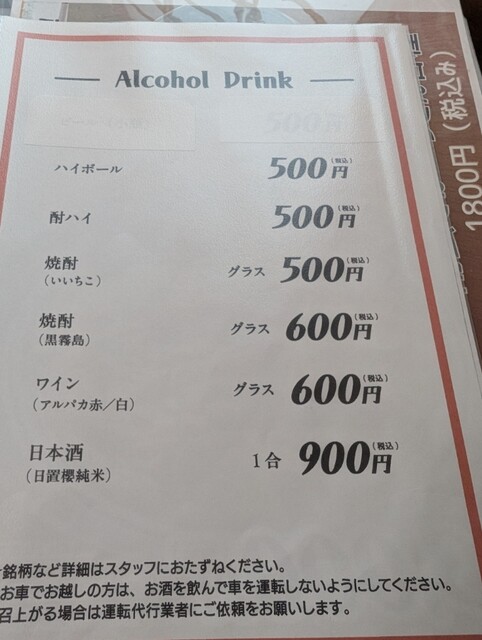 Alcohol Drink
ハイボール 500円(税込)
酎ハイ 500円(税込)
焼酎 グラス 500円(税込)
(いいちこ)
焼酎 グラス 600円(税込)
(黒霧島)
ワイン グラス 600円(税込)
(アルパカ赤／白)
日本酒 1合 900円(税込)
(日置櫻純米)
銘柄など詳細はスタッフにおたずねください。
お車でお越しの方は、お酒を飲んで車を運転しないようにしてください。
召上がる場合は運転代行業者にご依頼をお願いします。
1800円(税込み)